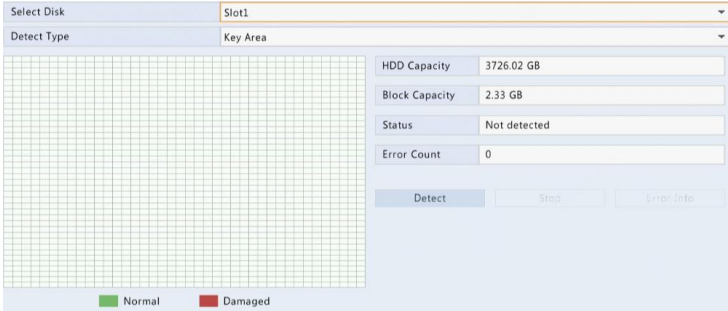 Select Disk Slot1
Detect Type Key Area
HDD Capacity 3726.02 GB
Block Capacity 2.33 GB
Status Not detected
Error Count 0
Detect Stop Error Info
Normal Damaged